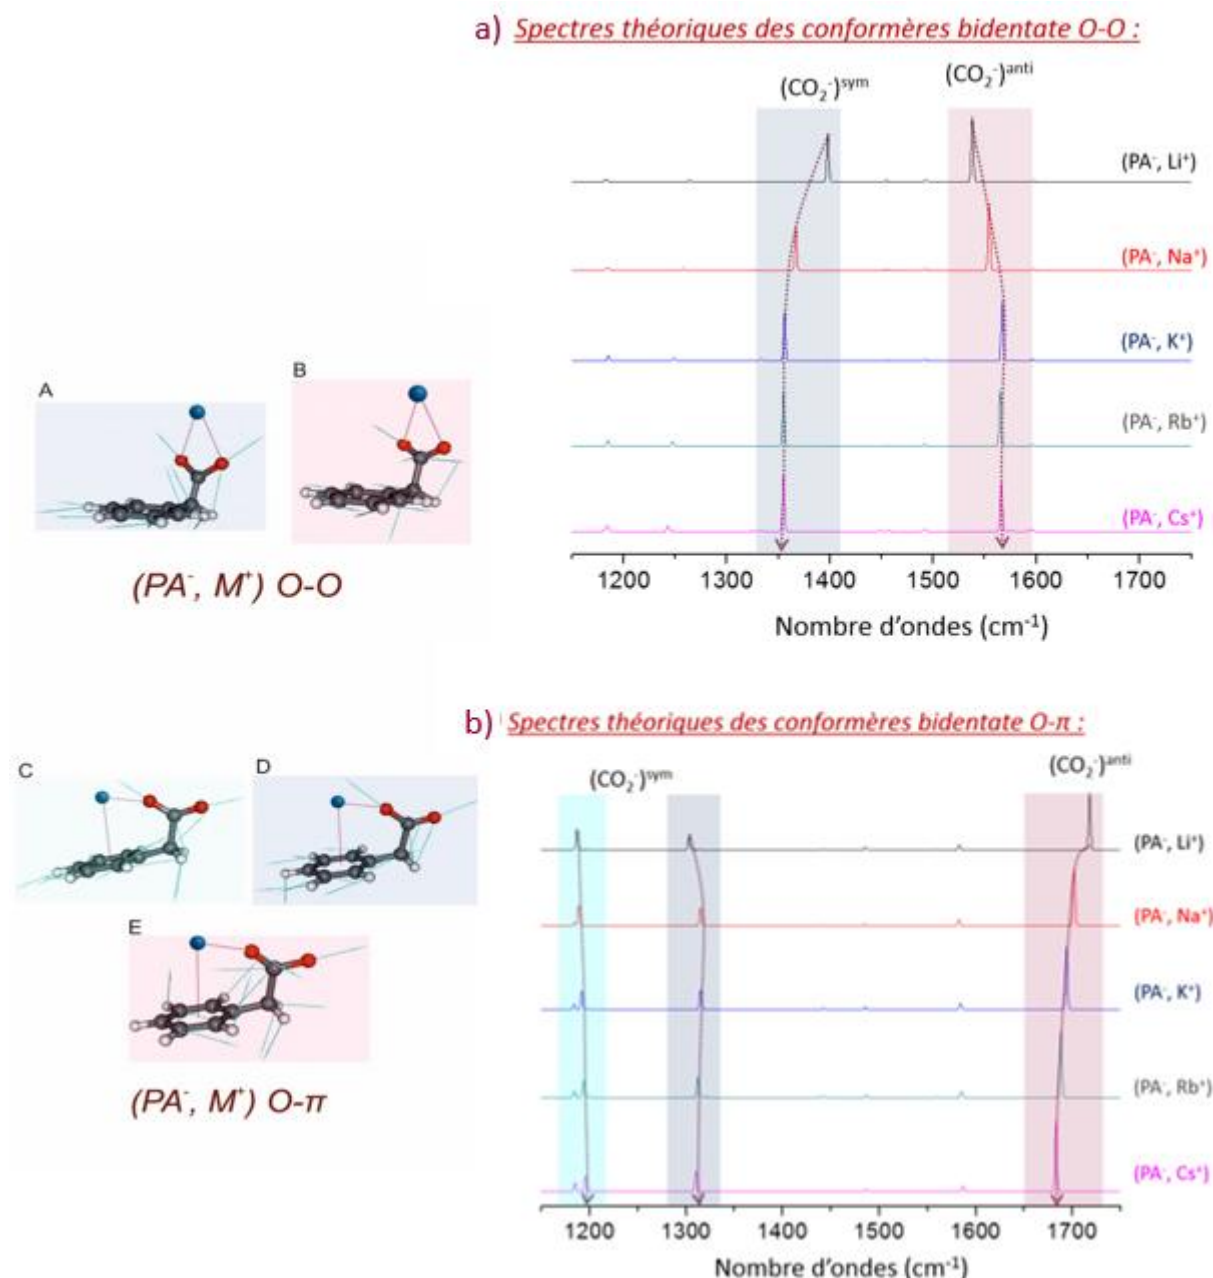 a) Spectres théoriques des conformères bidentate O-O :
(CO₂⁻)ˢʸᵐ
(CO₂⁻)ᵃⁿᵗⁱ
(PA⁻, Li⁺)
(PA⁻, Na⁺)
(PA⁻, K⁺)
(PA⁻, Rb⁺)
(PA⁻, Cs⁺)
1200 1300 1400 1500 1600 1700
Nombre d'ondes (cm⁻¹)
A
B
(PA⁻, M⁺) O-O
b) Spectres théoriques des conformères bidentate O-π :
(CO₂⁻)ˢʸᵐ
(CO₂⁻)ᵃⁿᵗⁱ
(PA⁻, Li⁺)
(PA⁻, Na⁺)
(PA⁻, K⁺)
(PA⁻, Rb⁺)
(PA⁻, Cs⁺)
1200 1300 1400 1500 1600 1700
Nombre d'ondes (cm⁻¹)
C
D
E
(PA⁻, M⁺) O-π